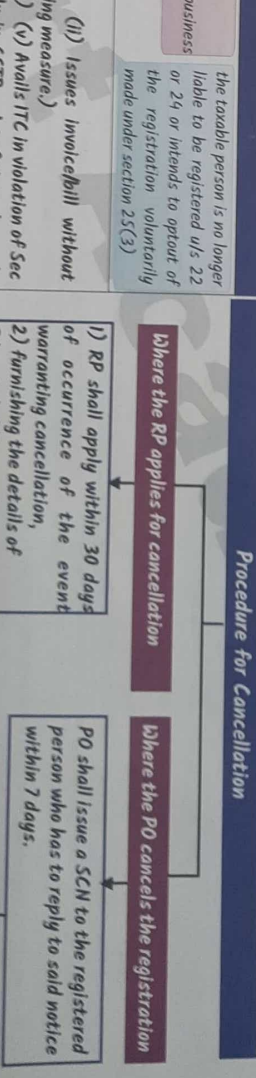 business
the taxable person is no longer
liable to be registered u/s 22
or 24 or intends to optout of
the registration voluntarily
made under section 25(3)
(ii) Issues invoice/bill without
ing measure.)
) (v) Avails ITC in violation of Sec
Procedure for Cancellation
Where the RP applies for cancellation
1) RP shall apply within 30 days
of occurrence of the event
warranting cancellation,
2) furnishing the details of
Where the PO cancels the registration
PO shall issue a SCN to the registered
person who has to reply to said notice
within 7 days.